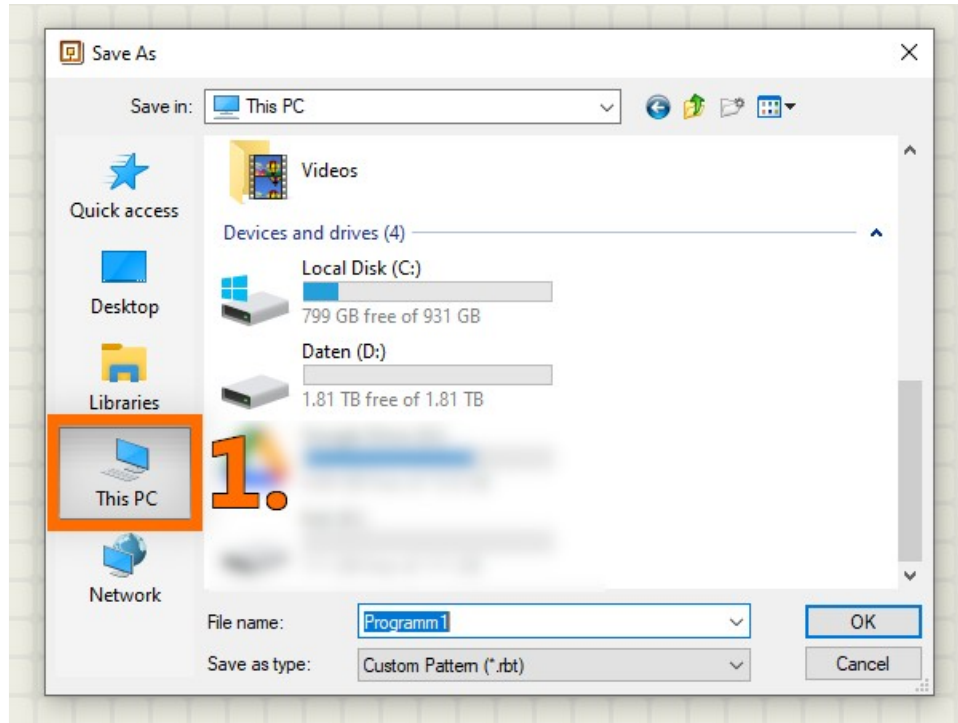 Save As
Save in: This PC
Videos
Quick access
Devices and drives (4)
Local Disk (C:)
799 GB free of 931 GB
Desktop
Daten (D:)
1.81 TB free of 1.81 TB
Libraries
1.
This PC
Network
File name: Programm1 OK
Save as type: Custom Pattern (*.rbt) Cancel